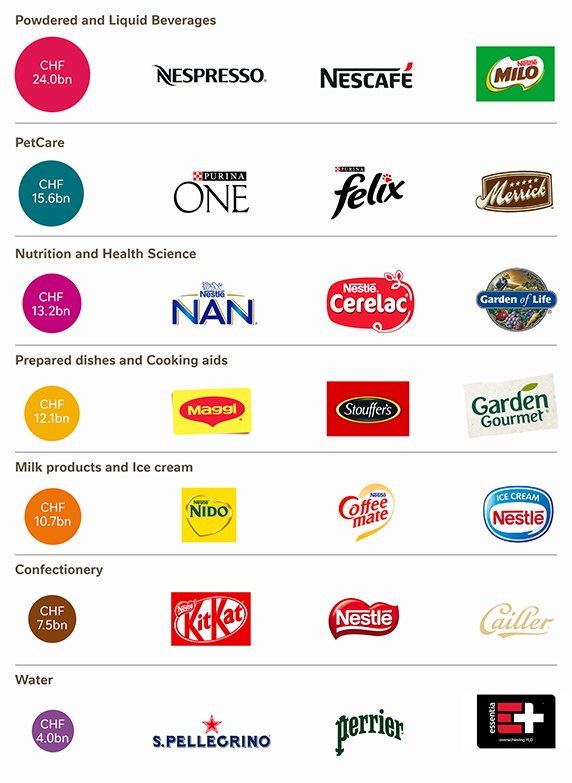 Powdered and Liquid Beverages
CHF
24.0bn
NESPRESSO®
NESCAFÉ
Nestlé
MILO
PetCare
CHF
15.6bn
PURINA
ONE
PURINA
felix
Merrick
Nutrition and Health Science
CHF
13.2bn
Nestlé
NAN®
Nestlé
Cerelac
Garden of Life®
Prepared dishes and Cooking aids
CHF
12.1bn
Maggi®
Stouffer's
Garden
Gourmet®
Milk products and Ice cream
CHF
10.7bn
Nestlé
NIDO
Nestlé
Coffee
mate
ICE CREAM
Nestlé
Confectionery
CHF
7.5bn
Nestlé
KitKat
Nestlé
Cailler
Water
CHF
4.0bn
S.PELLEGRINO
perrier
essentia
overachieving H₂O